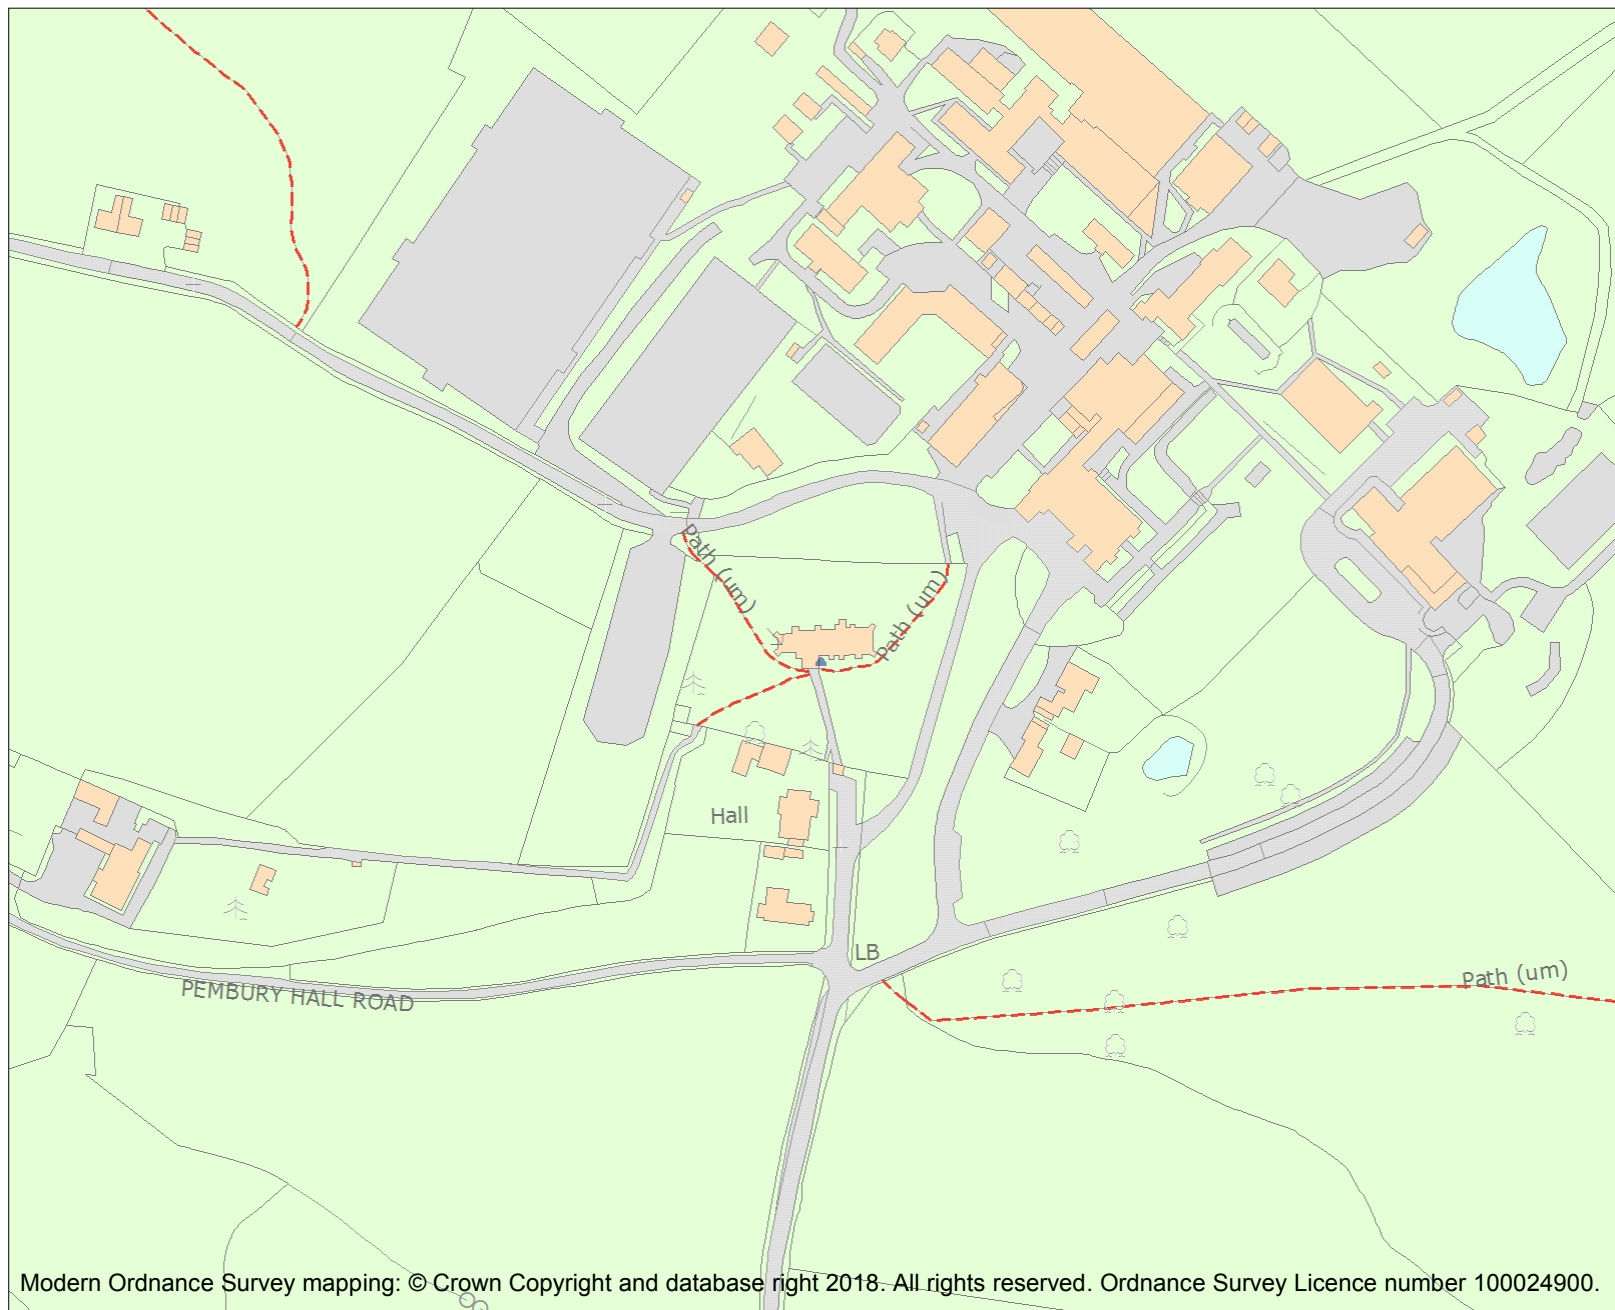 Path (um)
Path (um)
Hall
LB
Path (um)
PEMBURY HALL ROAD
Modern Ordnance Survey mapping: © Crown Copyright and database right 2018. All rights reserved. Ordnance Survey Licence number 100024900.